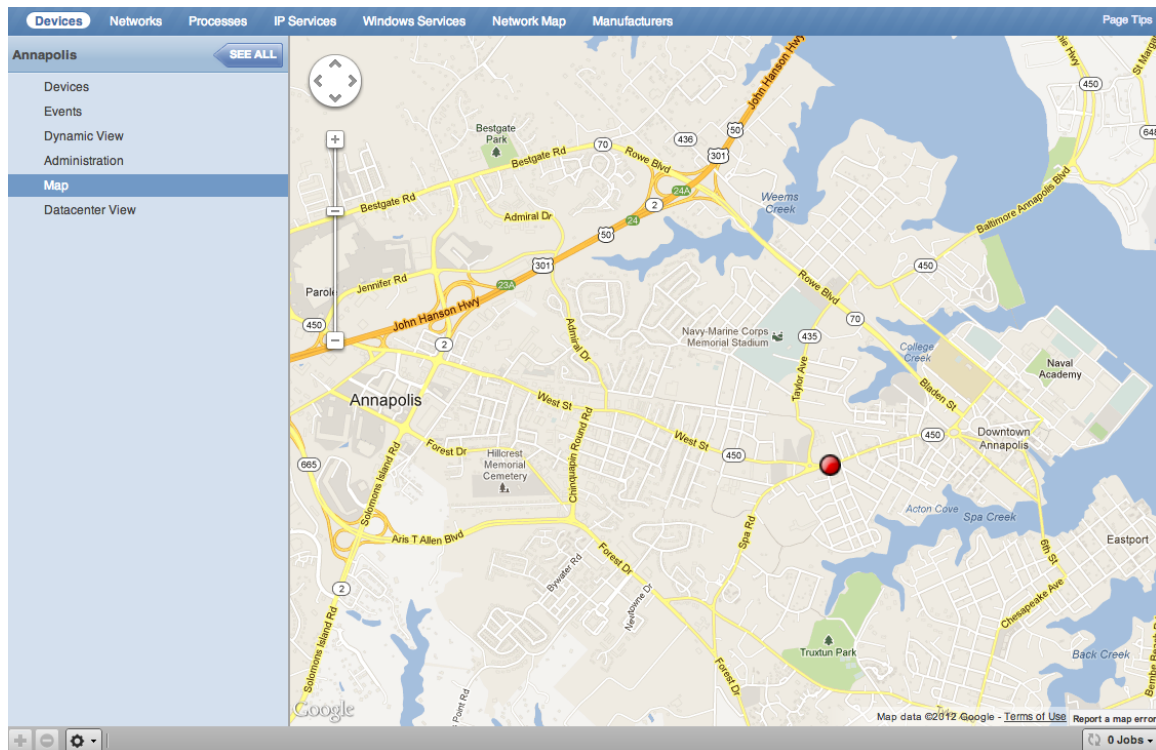 Devices Networks Processes IP Services Windows Services Network Map Manufacturers Page Tips
Annapolis SEE ALL
Devices
Events
Dynamic View
Administration
Map
Datacenter View
John Hanson Hwy
450
648
50
301
Bestgate
Park
70
436
Rowe Blvd
Bestgate Rd
24A
2
Weems
Creek
Bestgate Rd
Admiral Dr
24
50
Baltimore Annapolis Blvd
301
450
Jennifer Rd
23A
Parole
Rowe Blvd
John Hanson Hwy
450
70
Navy-Marine Corps
Memorial Stadium
435
2
Admiral Dr
College
Creek
Naval
Academy
Taylor Ave
Bladen St
Annapolis
West St
West St
450
450
Downtown
Annapolis
Forest Dr
Hillcrest
Memorial
Cemetery
Chinquapin Round Rd
665
Solomons Island Rd
Acton Cove
Spa Creek
Spa Rd
Aris T Allen Blvd
6th St
Eastport
Forest Dr
Bywater Rd
2
Chesapeake Ave
Truxtun Park
Back Creek
Solomons Island Rd
Forest Dr
Point Rd
Google
Map data ©2012 Google - Terms of Use Report a map error
0 Jobs